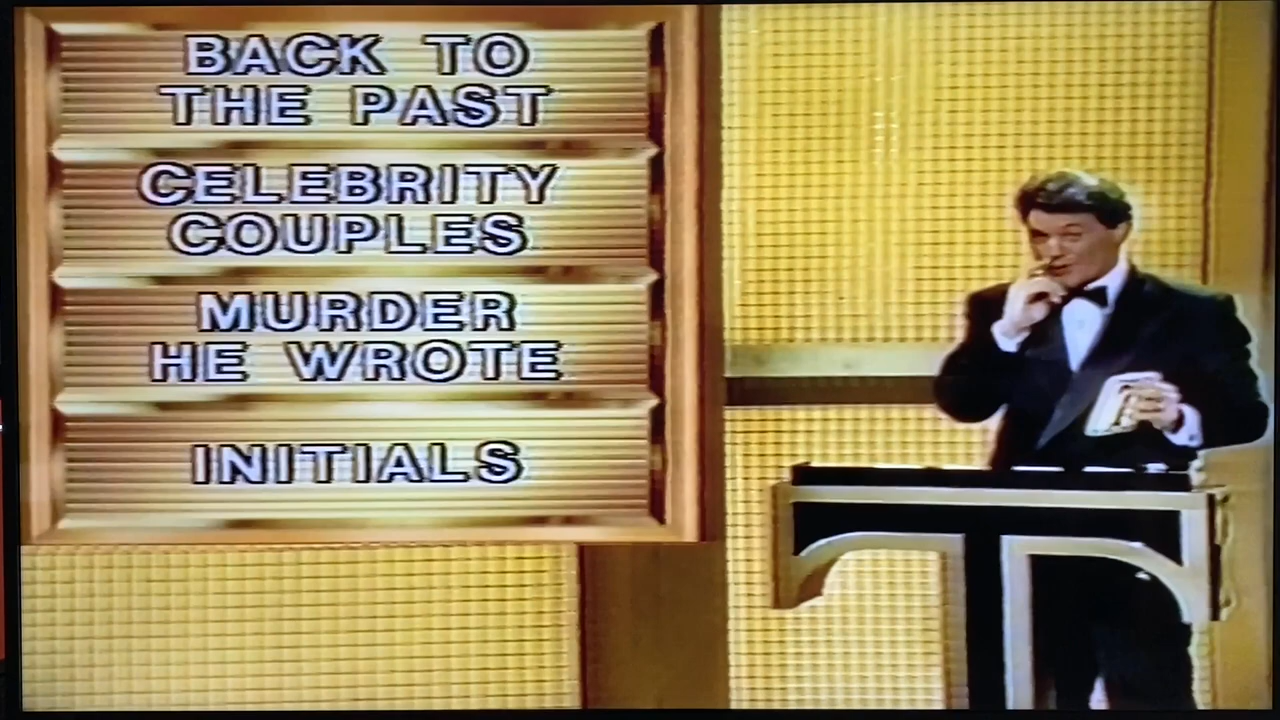 BACK TO
THE PAST
CELEBRITY
COUPLES
MURDER
HE WROTE
INITIALS